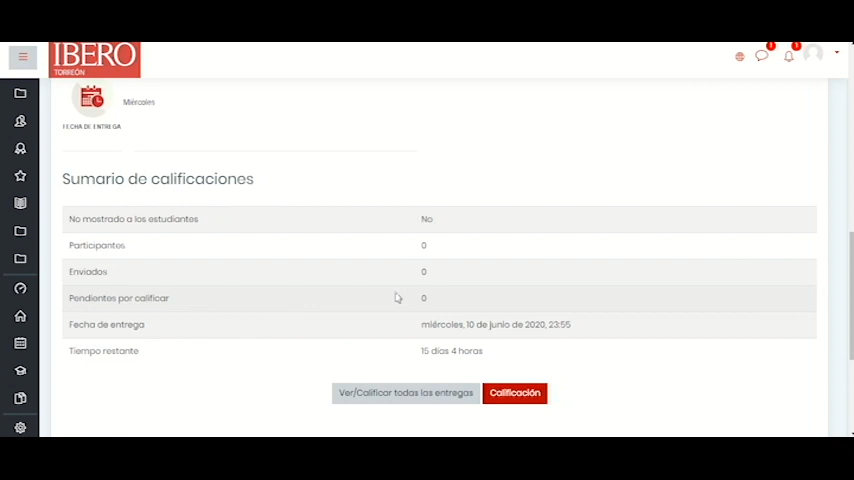 IBERO
TORREÓN
1
1
Miércoles
FECHA DE ENTREGA
Sumario de calificaciones
No mostrado a los estudiantes No
Participantes 0
Enviados 0
Pendientes por calificar 0
Fecha de entrega miércoles, 10 de junio de 2020, 23:55
Tiempo restante 15 días 4 horas
Ver/Calificar todas las entregas Calificación